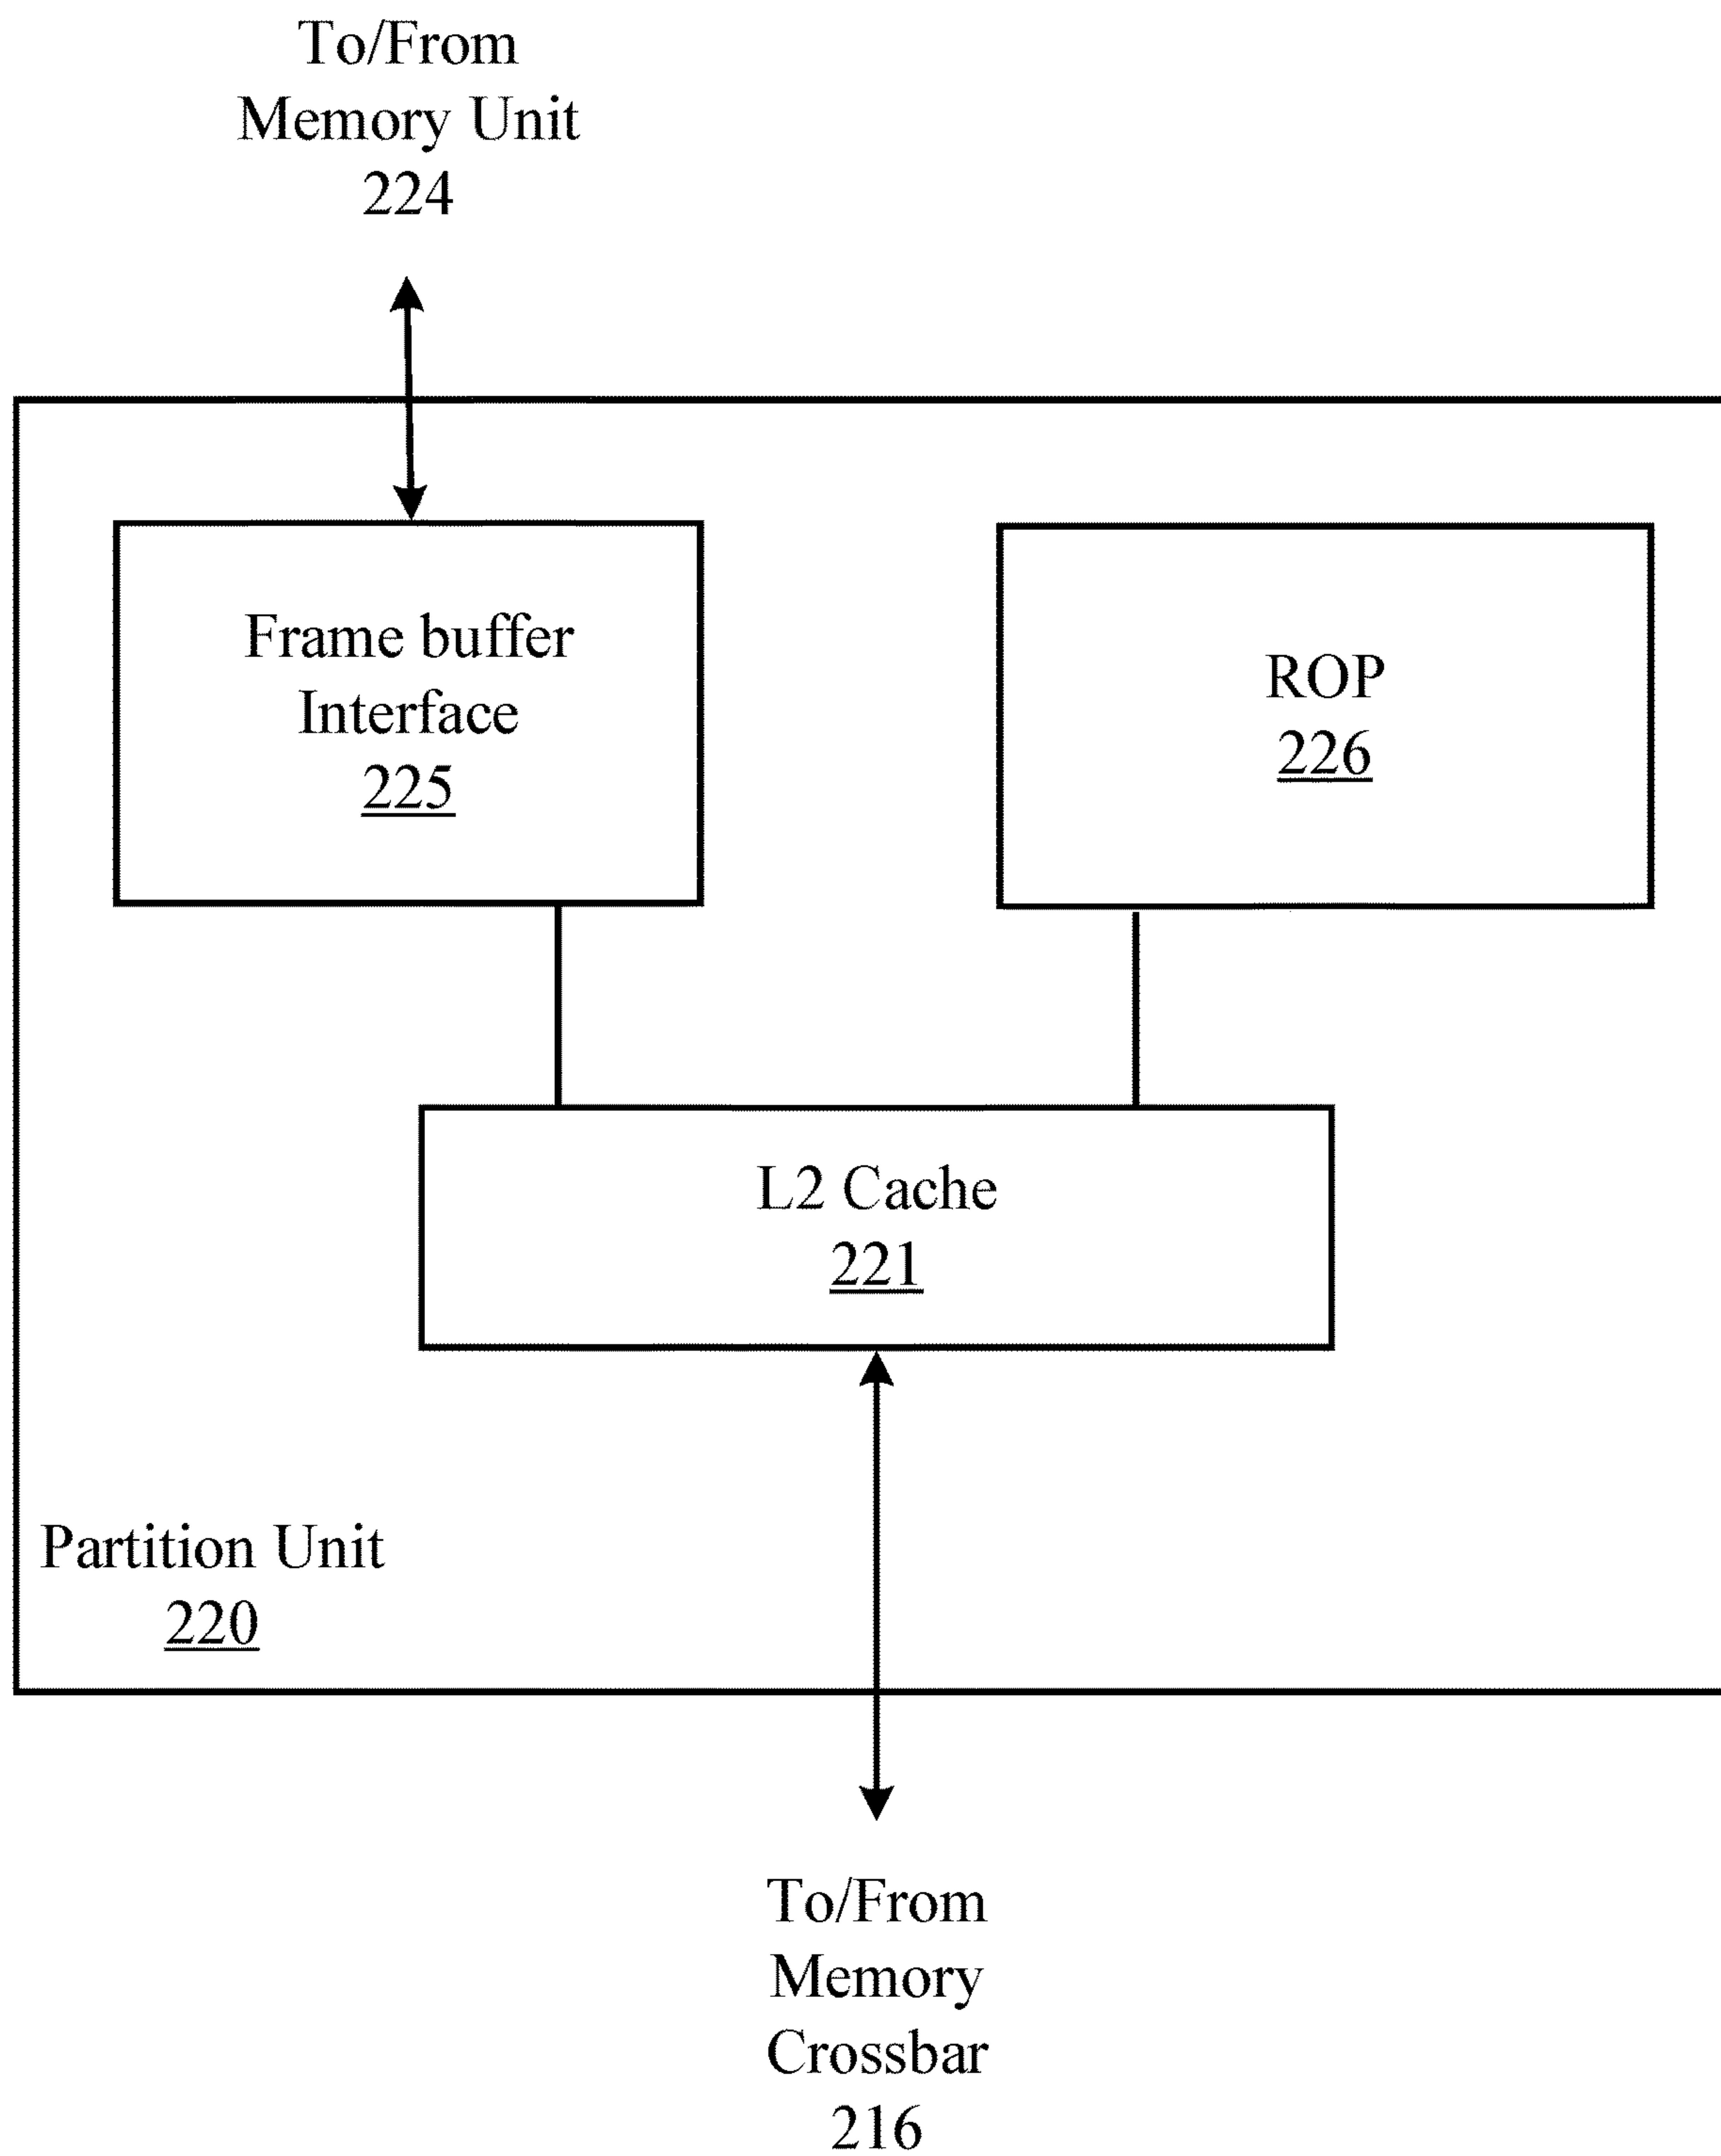 To/From
Memory Unit
224
Frame buffer
Interface
225
ROP
226
L2 Cache
221
Partition Unit
220
To/From
Memory
Crossbar
216